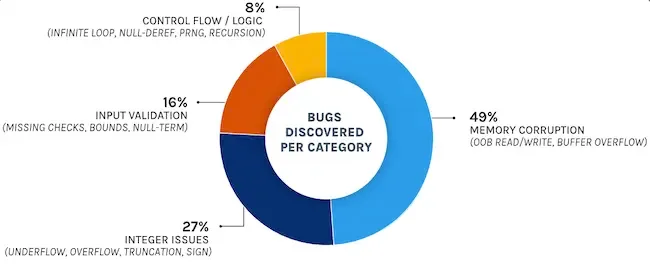 8%
CONTROL FLOW / LOGIC
(INFINITE LOOP, NULL-DEREF, PRNG, RECURSION)
16%
INPUT VALIDATION
(MISSING CHECKS, BOUNDS, NULL-TERM)
BUGS
DISCOVERED
PER CATEGORY
49%
MEMORY CORRUPTION
(OOB READ/WRITE, BUFFER OVERFLOW)
27%
INTEGER ISSUES
(UNDERFLOW, OVERFLOW, TRUNCATION, SIGN)